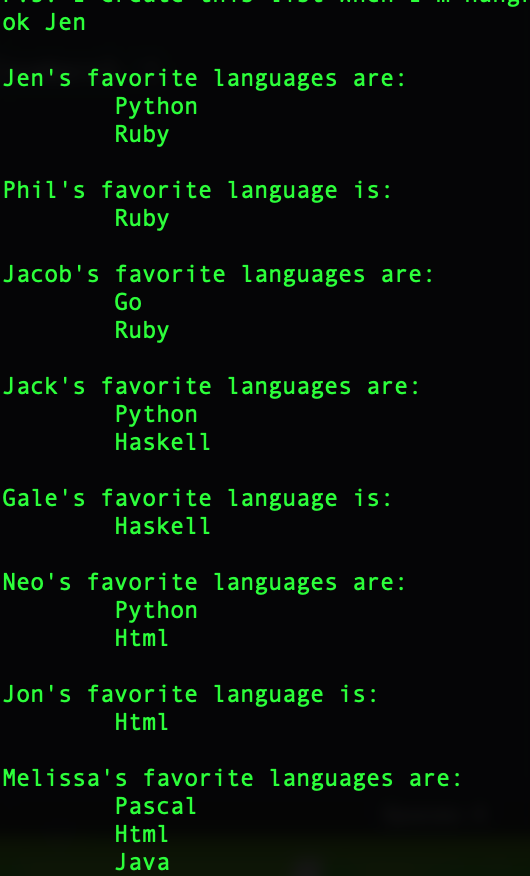 ok Jen
Jen's favorite languages are:
Python
Ruby
Phil's favorite language is:
Ruby
Jacob's favorite languages are:
Go
Ruby
Jack's favorite languages are:
Python
Haskell
Gale's favorite language is:
Haskell
Neo's favorite languages are:
Python
Html
Jon's favorite language is:
Html
Melissa's favorite languages are:
Pascal
Html
Java